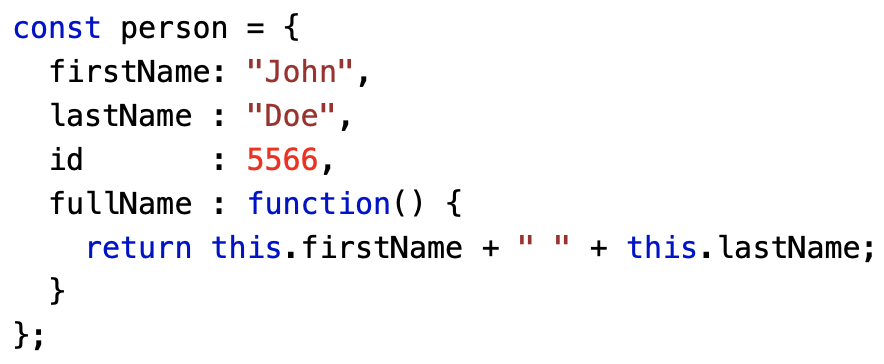 const person = {
  firstName: "John",
  lastName : "Doe",
  id       : 5566,
  fullName : function() {
    return this.firstName + " " + this.lastName;
  }
};